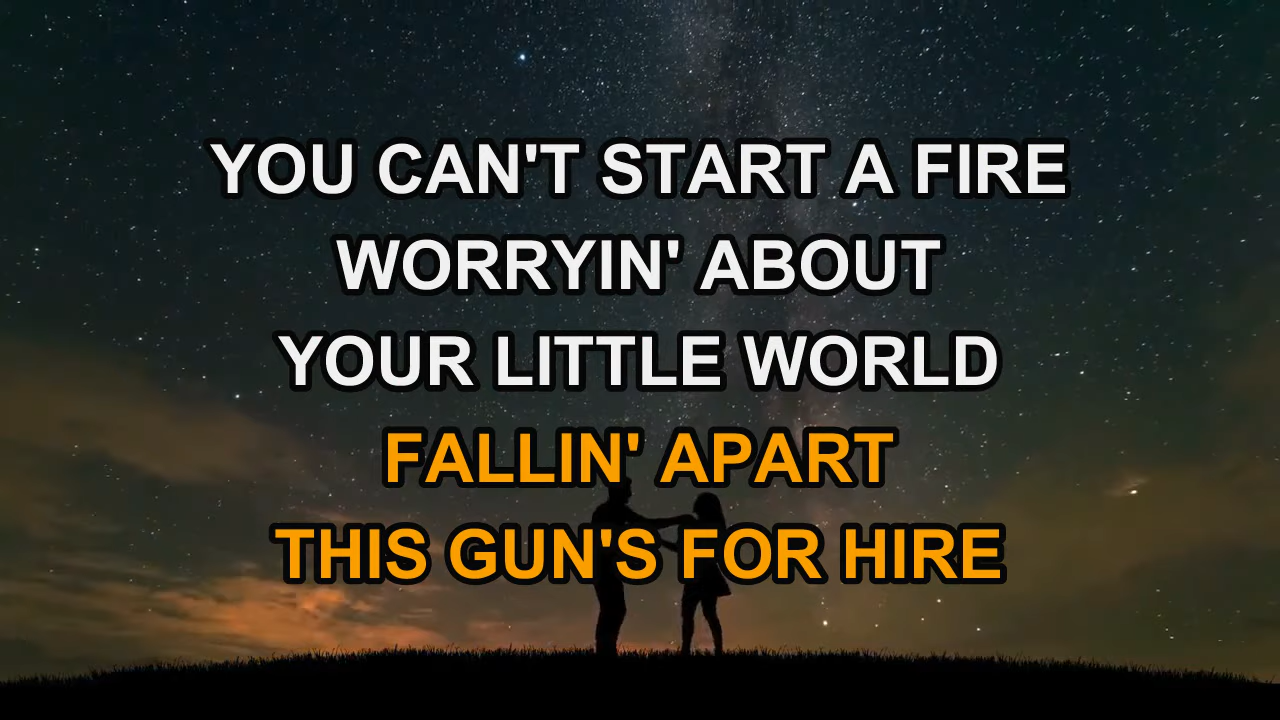 YOU CAN'T START A FIRE
WORRYIN' ABOUT
YOUR LITTLE WORLD
FALLIN' APART
THIS GUN'S FOR HIRE